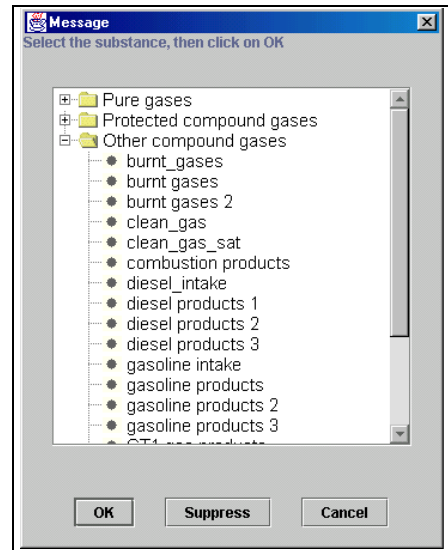 Message
Select the substance, then click on OK
Pure gases
Protected compound gases
Other compound gases
burnt_gases
burnt gases
burnt gases 2
clean_gas
clean_gas_sat
combustion products
diesel_intake
diesel products 1
diesel products 2
diesel products 3
gasoline intake
gasoline products
gasoline products 2
gasoline products 3
OK Suppress Cancel